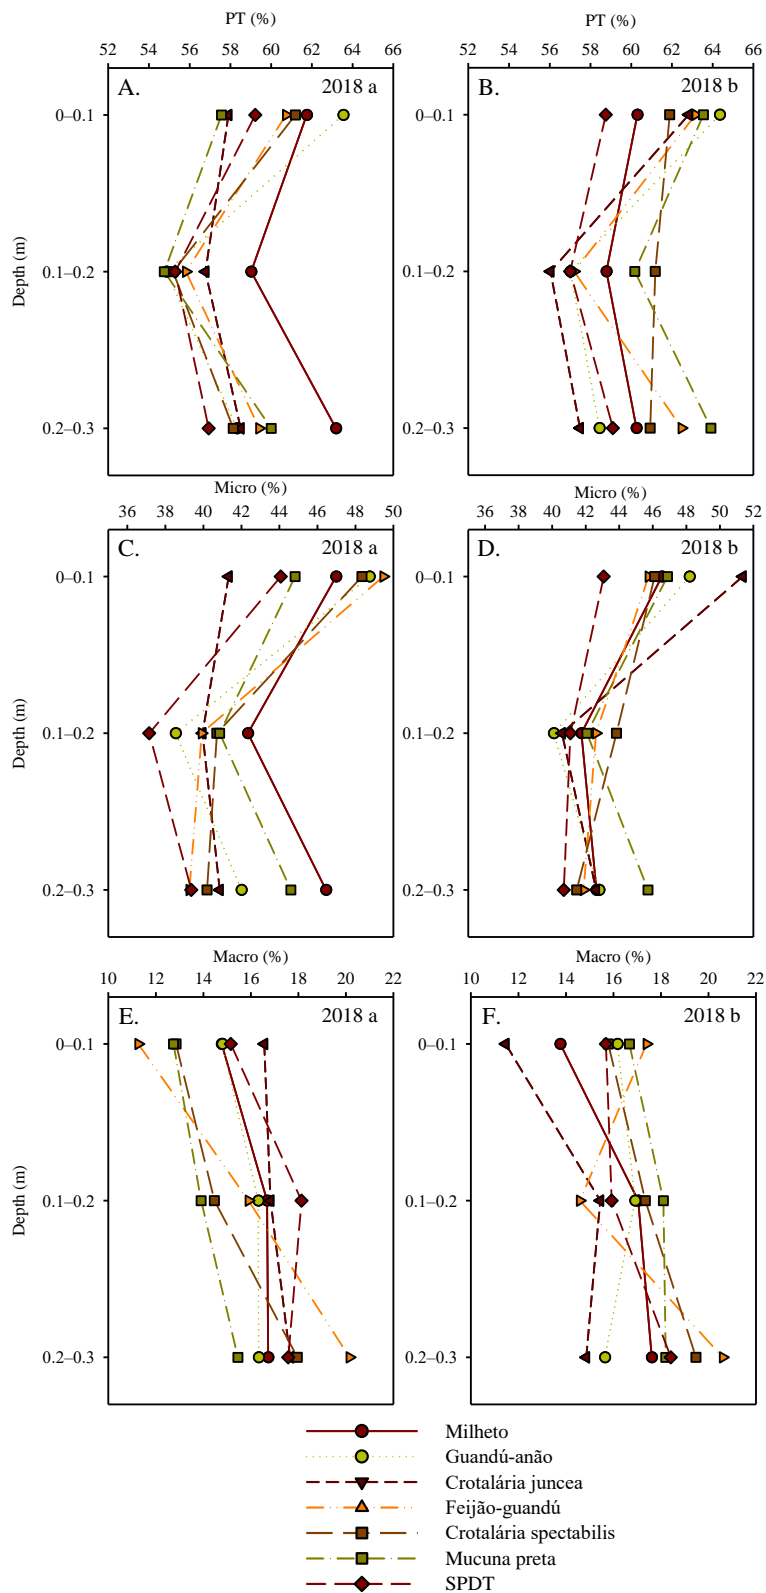 PT (%)
PT (%)
52 54 56 58 60 62 64 66
52 54 56 58 60 62 64 66
A. 2018 a
B. 2018 b
0–0.1
0–0.1
Depth (m)
0.1–0.2
0.1–0.2
0.2–0.3
0.2–0.3
Micro (%)
Micro (%)
36 38 40 42 44 46 48 50
36 38 40 42 44 46 48 50 52
C. 2018 a
D. 2018 b
0–0.1
0–0.1
Depth (m)
0.1–0.2
0.1–0.2
0.2–0.3
0.2–0.3
Macro (%)
Macro (%)
10 12 14 16 18 20 22
10 12 14 16 18 20 22
E. 2018 a
F. 2018 b
0–0.1
0–0.1
Depth (m)
0.1–0.2
0.1–0.2
0.2–0.3
0.2–0.3
Milheto
Guandú-anão
Crotalária juncea
Feijão-guandú
Crotalária spectabilis
Mucuna preta
SPDT